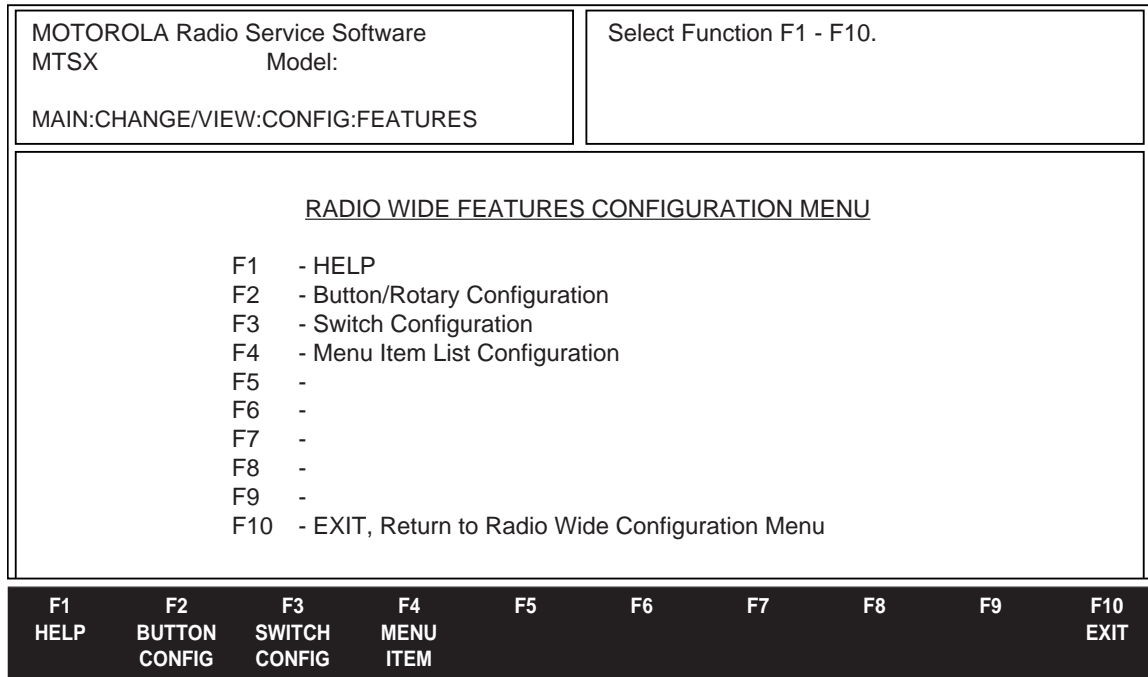 MOTOROLA Radio Service Software
MTSX Model:
MAIN:CHANGE/VIEW:CONFIG:FEATURES
Select Function F1 - F10.
RADIO WIDE FEATURES CONFIGURATION MENU
F1 - HELP
F2 - Button/Rotary Configuration
F3 - Switch Configuration
F4 - Menu Item List Configuration
F5 -
F6 -
F7 -
F8 -
F9 -
F10 - EXIT, Return to Radio Wide Configuration Menu
F1 F2 F3 F4 F5 F6 F7 F8 F9 F10
HELP BUTTON SWITCH MENU EXIT
CONFIG CONFIG ITEM